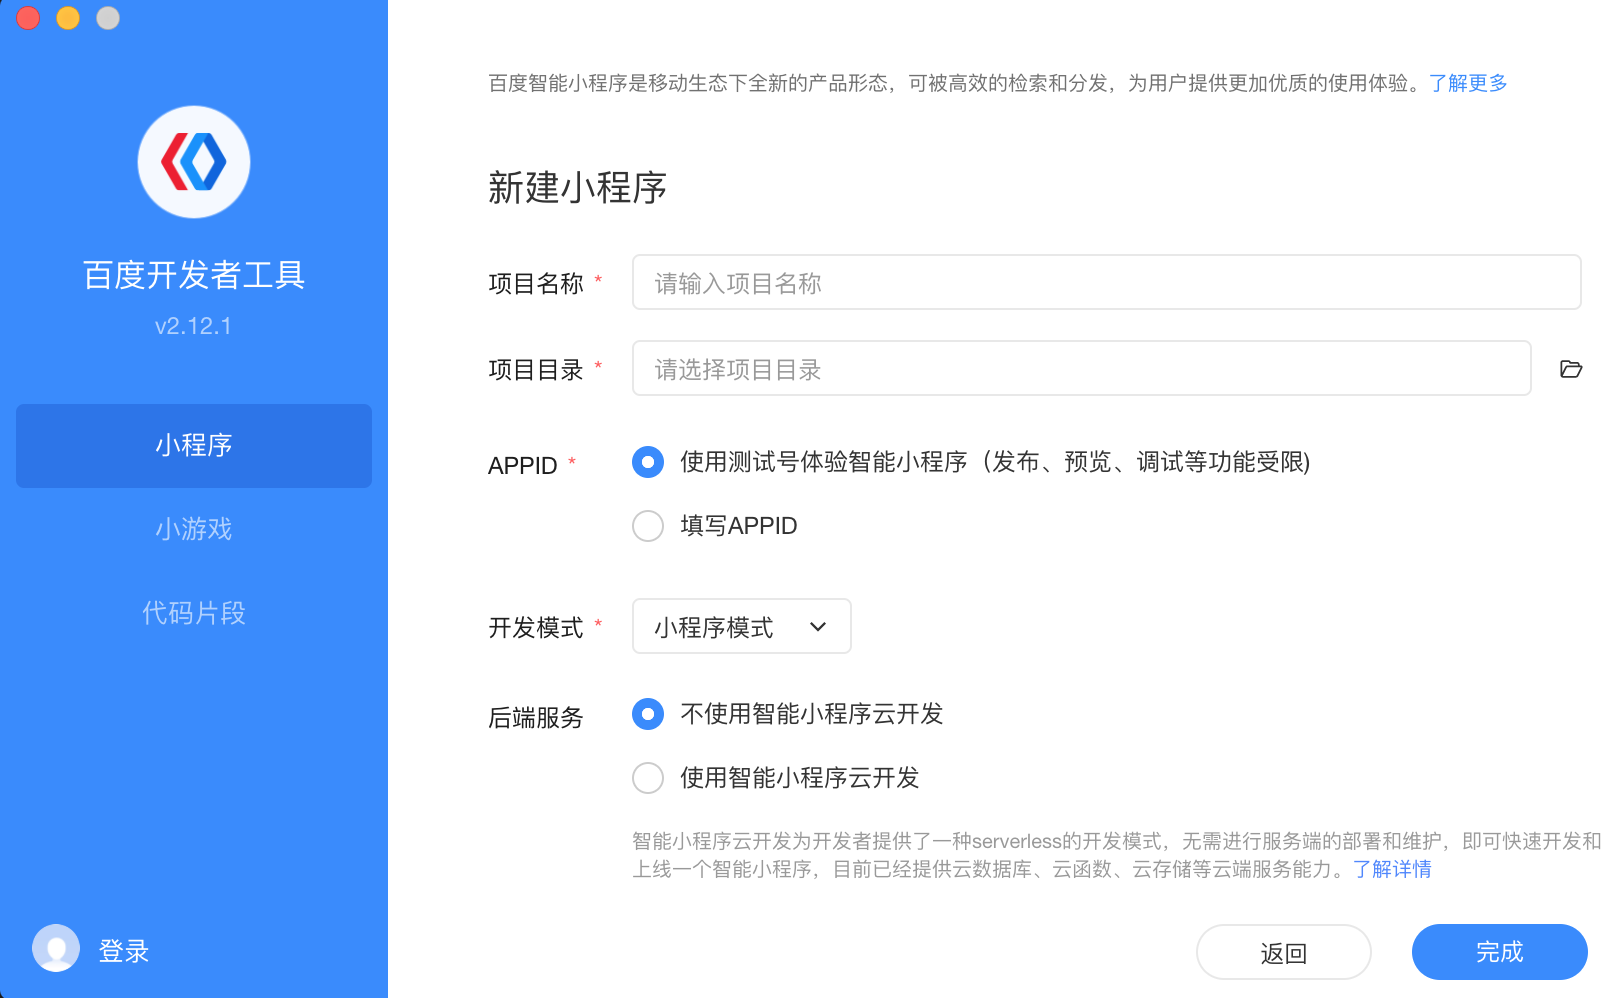 百度开发者工具
v2.12.1
小程序
小游戏
代码片段
登录
百度智能小程序是移动生态下全新的产品形态，可被高效的检索和分发，为用户提供更加优质的使用体验。了解更多
新建小程序
项目名称 * 请输入项目名称
项目目录 * 请选择项目目录
APPID * 使用测试号体验智能小程序（发布、预览、调试等功能受限)
填写APPID
开发模式 * 小程序模式
后端服务 不使用智能小程序云开发
使用智能小程序云开发
智能小程序云开发为开发者提供了一种serverless的开发模式，无需进行服务端的部署和维护，即可快速开发和
上线一个智能小程序，目前已经提供云数据库、云函数、云存储等云端服务能力。了解详情
返回 完成